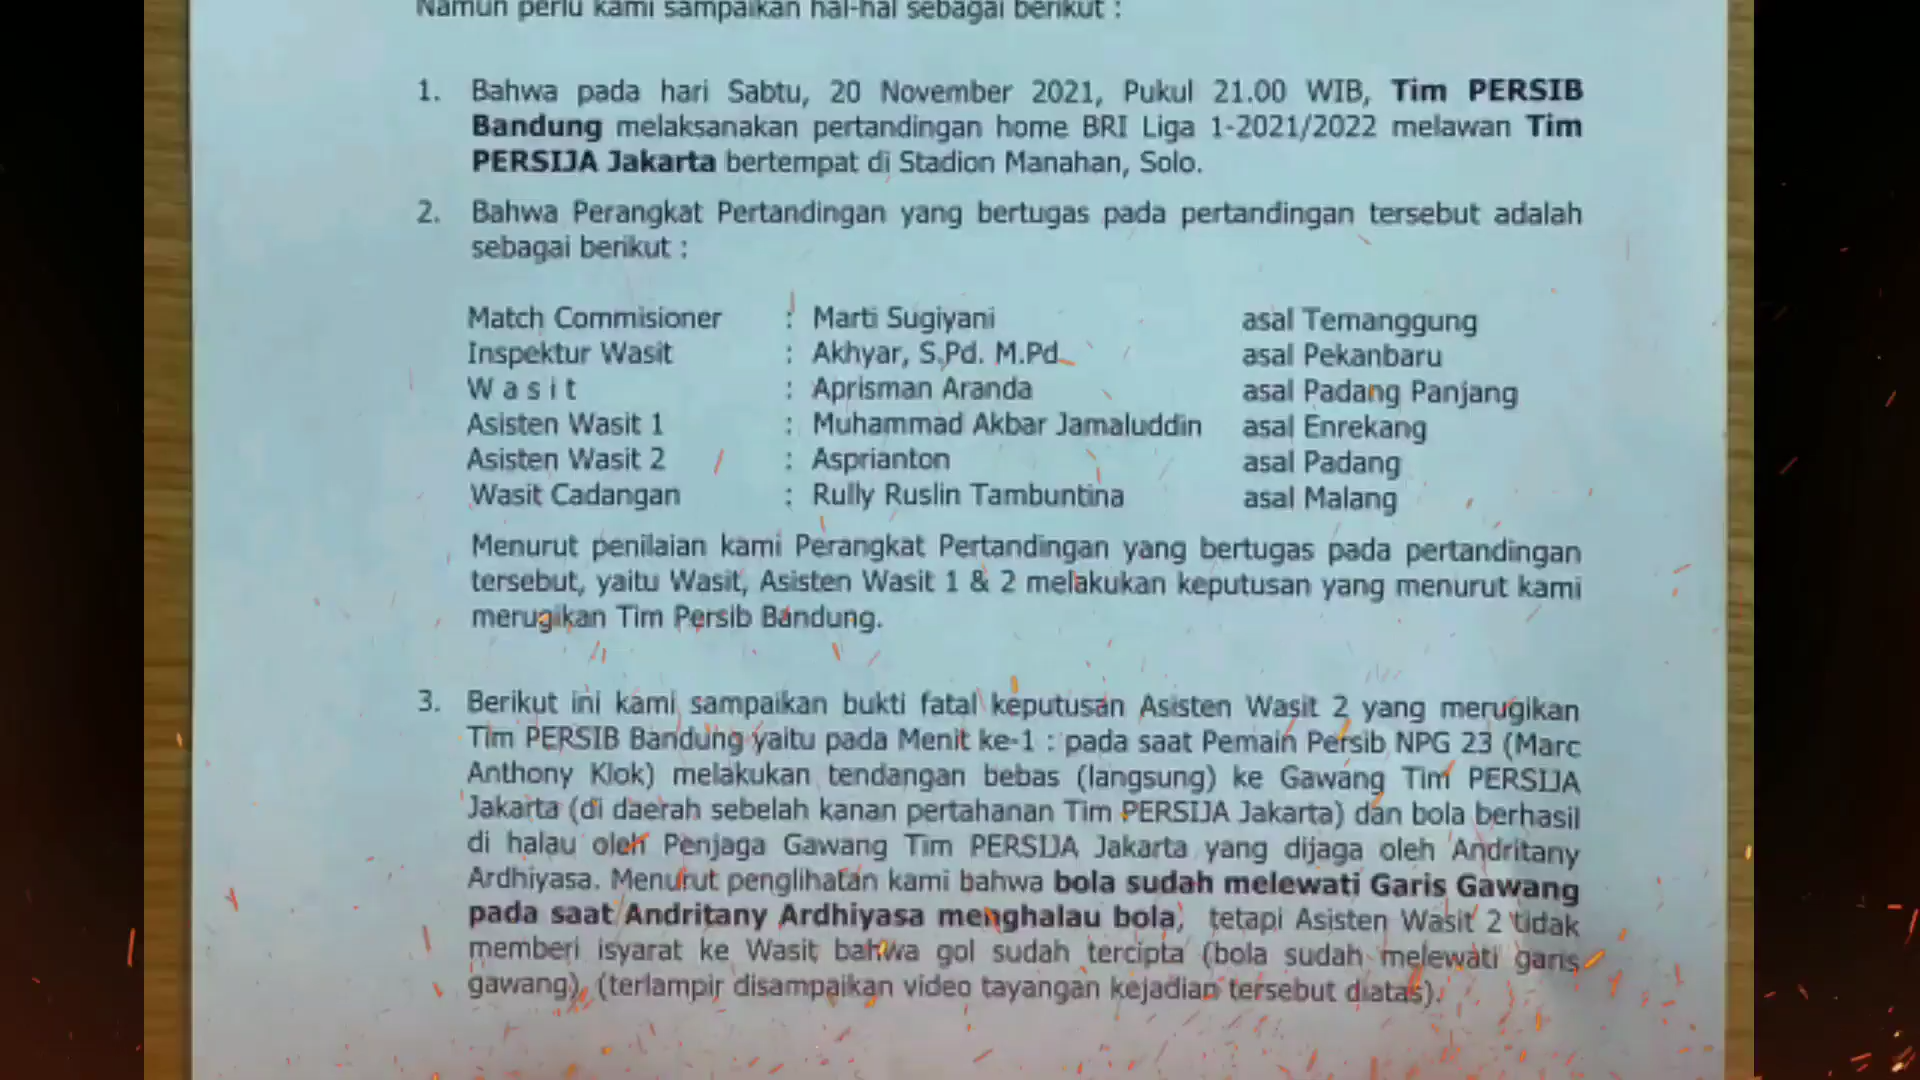 Namun perlu kami sampaikan hal-hal sebagai berikut :
1. Bahwa pada hari Sabtu, 20 November 2021, Pukul 21.00 WIB, Tim PERSIB
Bandung melaksanakan pertandingan home BRI Liga 1-2021/2022 melawan Tim
PERSIJA Jakarta bertempat di Stadion Manahan, Solo.
2. Bahwa Perangkat Pertandingan yang bertugas pada pertandingan tersebut adalah
sebagai berikut :
Match Commisioner : Marti Sugiyani asal Temanggung
Inspektur Wasit : Akhyar, S.Pd. M.Pd asal Pekanbaru
W a s i t : Aprisman Aranda asal Padang Panjang
Asisten Wasit 1 : Muhammad Akbar Jamaluddin asal Enrekang
Asisten Wasit 2 : Asprianton asal Padang
Wasit Cadangan : Rully Ruslin Tambuntina asal Malang
Menurut penilaian kami Perangkat Pertandingan yang bertugas pada pertandingan
tersebut, yaitu Wasit, Asisten Wasit 1 & 2 melakukan keputusan yang menurut kami
merugikan Tim Persib Bandung.
3. Berikut ini kami sampaikan bukti fatal keputusan Asisten Wasit 2 yang merugikan
Tim PERSIB Bandung yaitu pada Menit ke-1 : pada saat Pemain Persib NPG 23 (Marc
Anthony Klok) melakukan tendangan bebas (langsung) ke Gawang Tim PERSIJA
Jakarta (di daerah sebelah kanan pertahanan Tim PERSIJA Jakarta) dan bola berhasil
di halau oleh Penjaga Gawang Tim PERSIJA Jakarta yang dijaga oleh Andritany
Ardhiyasa. Menurut penglihatan kami bahwa bola sudah melewati Garis Gawang
pada saat Andritany Ardhiyasa menghalau bola, tetapi Asisten Wasit 2 tidak
memberi isyarat ke Wasit bahwa gol sudah tercipta (bola sudah melewati garis
gawang), (terlampir disampaikan video tayangan kejadian tersebut diatas).